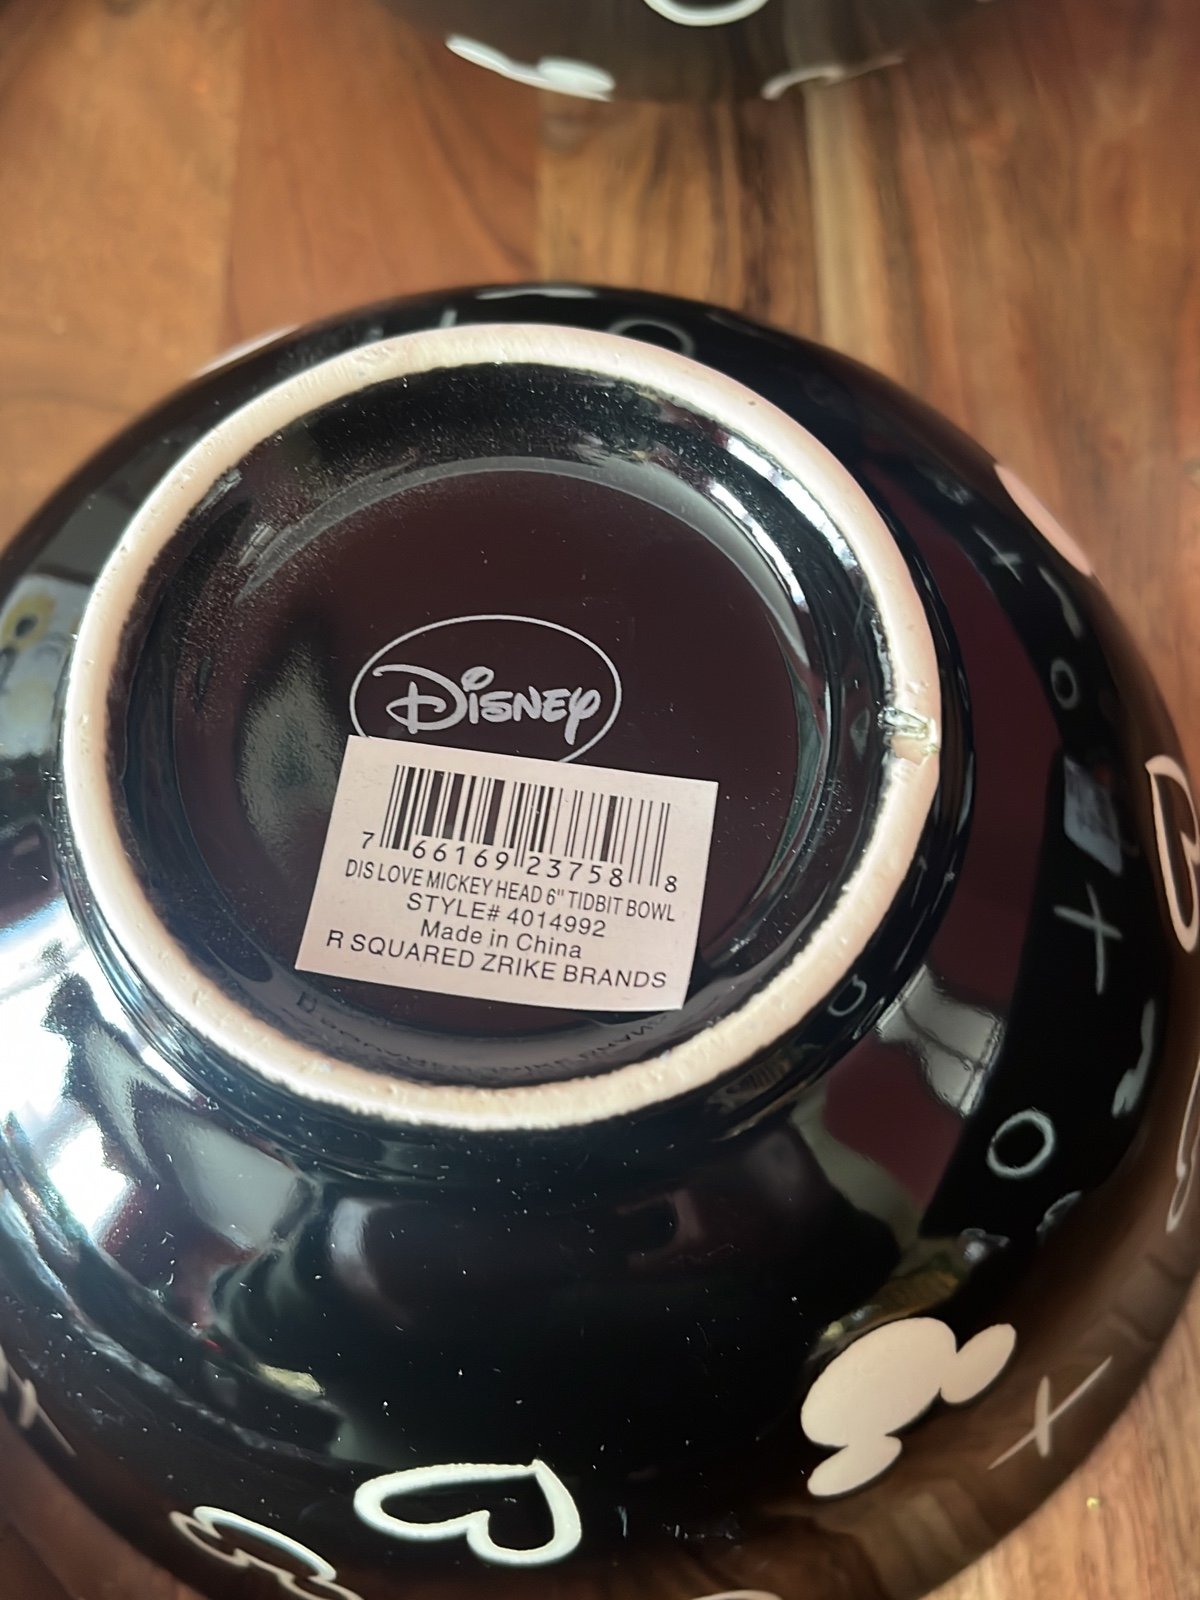 Disney
7 66169 23758 8
DIS LOVE MICKEY HEAD 6" TIDBIT BOWL
STYLE# 4014992
Made in China
R SQUARED ZRIKE BRANDS